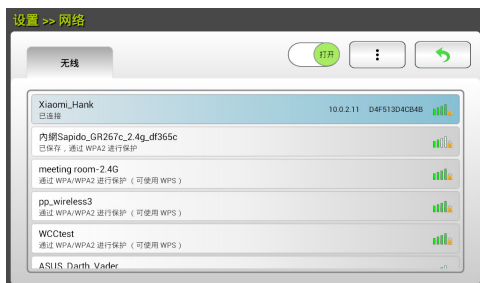 设置 >> 网络
无线
打开
Xiaomi_Hank
已连接
10.0.2.11 D4F513D4CB4B
内網Sapido_GR267c_2.4g_df365c
已保存，通过 WPA2 进行保护
meeting room-2.4G
通过 WPA/WPA2 进行保护 （可使用 WPS）
pp_wireless3
通过 WPA/WPA2 进行保护 （可使用 WPS）
WCCtest
通过 WPA/WPA2 进行保护 （可使用 WPS）
ASUS_Darth_Vader